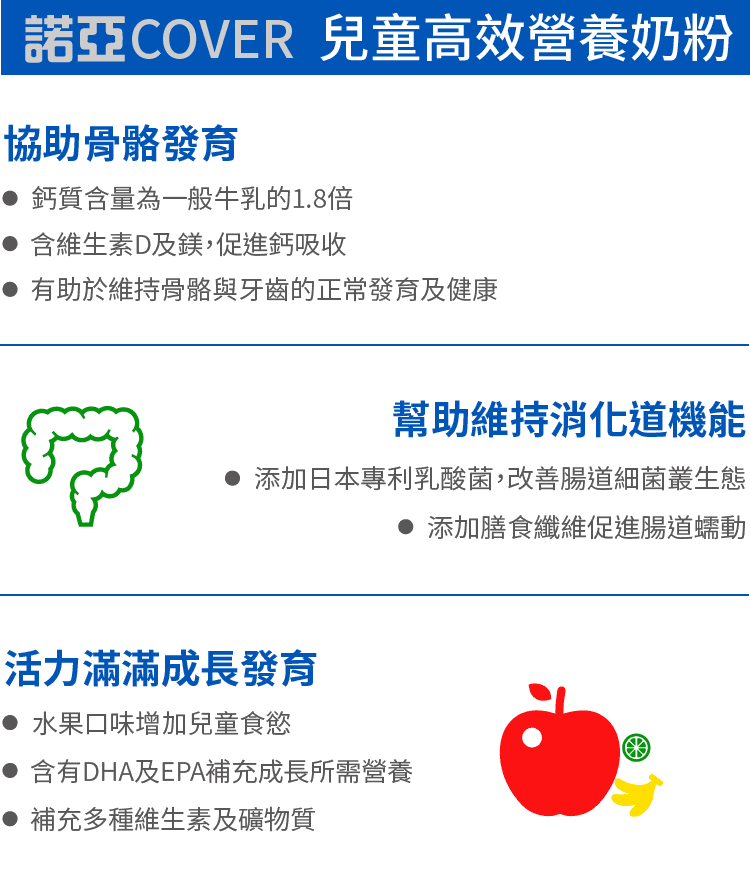 諾亞COVER 兒童高效營養奶粉
協助骨骼發育
● 鈣質含量為一般牛乳的1.8倍
● 含維生素D及鎂，促進鈣吸收
● 有助於維持骨骼與牙齒的正常發育及健康
幫助維持消化道機能
● 添加日本專利乳酸菌，改善腸道細菌叢生態
● 添加膳食纖維促進腸道蠕動
活力滿滿成長發育
● 水果口味增加兒童食慾
● 含有DHA及EPA補充成長所需營養
● 補充多種維生素及礦物質